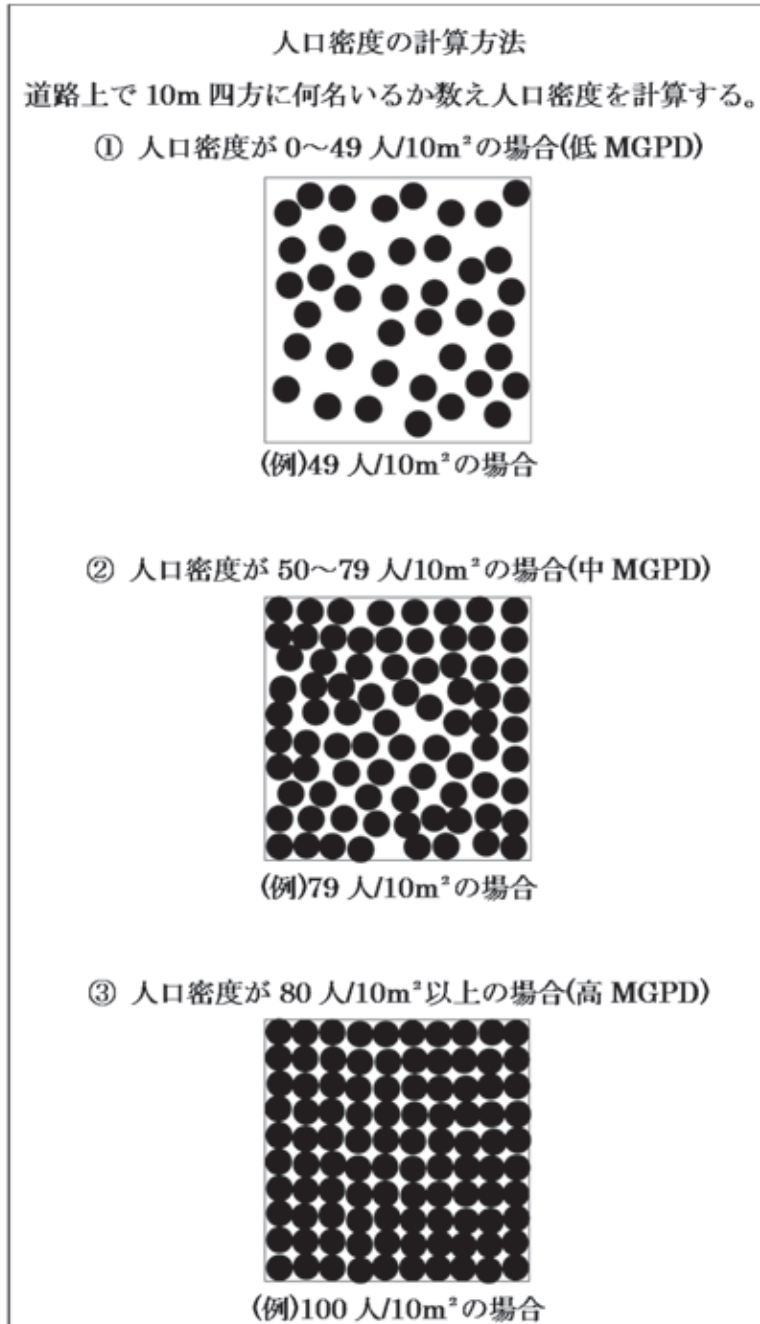 人口密度の計算方法
道路上で 10m 四方に何名いるか数え人口密度を計算する。
① 人口密度が 0～49 人/10m²の場合(低 MGPD)
(例)49 人/10m²の場合
② 人口密度が 50～79 人/10m²の場合(中 MGPD)
(例)79 人/10m²の場合
③ 人口密度が 80 人/10m²以上の場合(高 MGPD)
(例)100 人/10m²の場合